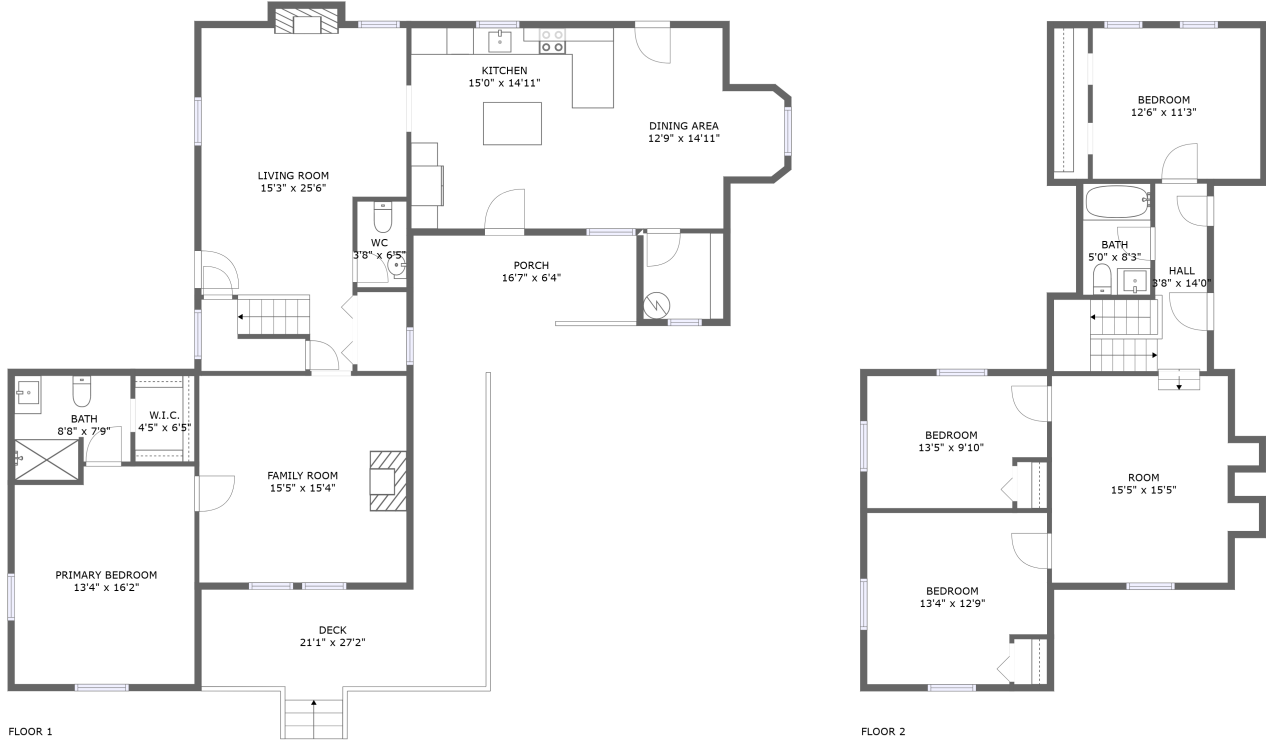 KITCHEN
15'0" x 14'11"
DINING AREA
12'9" x 14'11"
LIVING ROOM
15'3" x 25'6"
WC
3'8" x 6'5"
PORCH
16'7" x 6'4"
BATH
8'8" x 7'9"
W.I.C.
4'5" x 6'5"
FAMILY ROOM
15'5" x 15'4"
PRIMARY BEDROOM
13'4" x 16'2"
DECK
21'1" x 27'2"
FLOOR 1
BEDROOM
12'6" x 11'3"
BATH
5'0" x 8'3"
HALL
3'8" x 14'0"
BEDROOM
13'5" x 9'10"
ROOM
15'5" x 15'5"
BEDROOM
13'4" x 12'9"
FLOOR 2